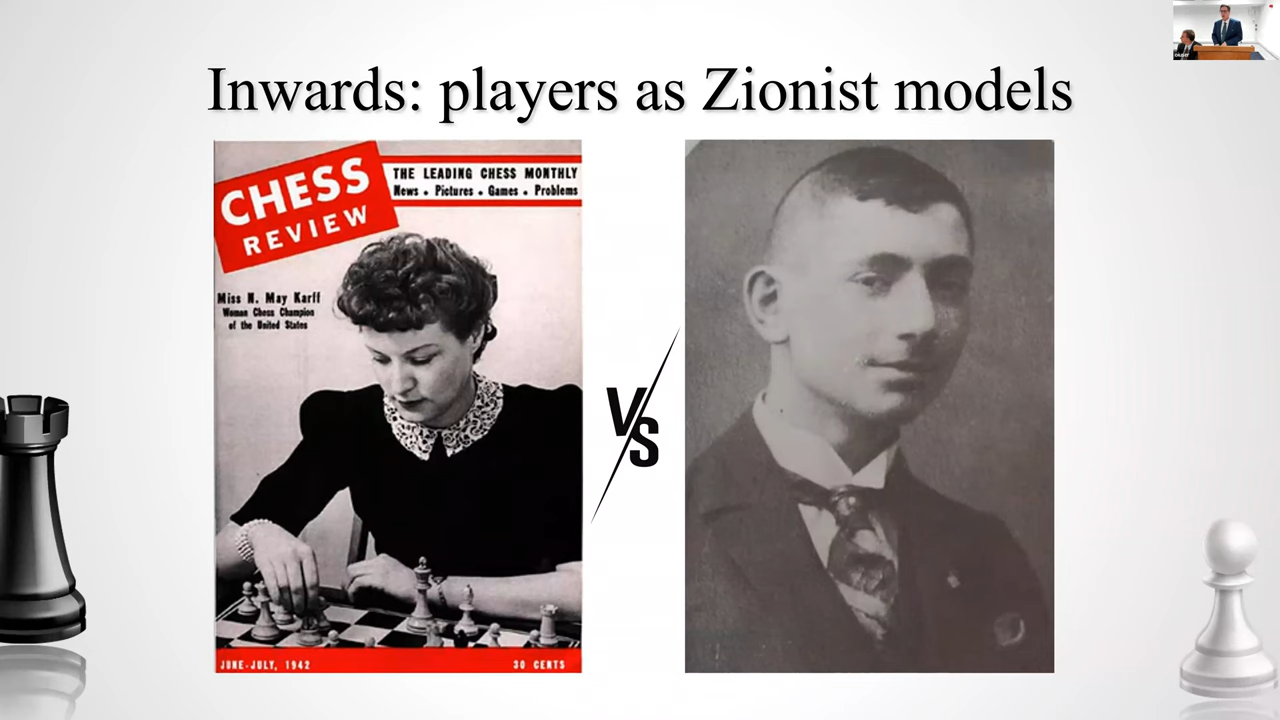 Inwards: players as Zionist models
CHESS
REVIEW
THE LEADING CHESS MONTHLY
News • Pictures • Games • Problems
Miss N. May Karff
Woman Chess Champion
of the United States
VS
JUNE-JULY, 1942
30 CENTS